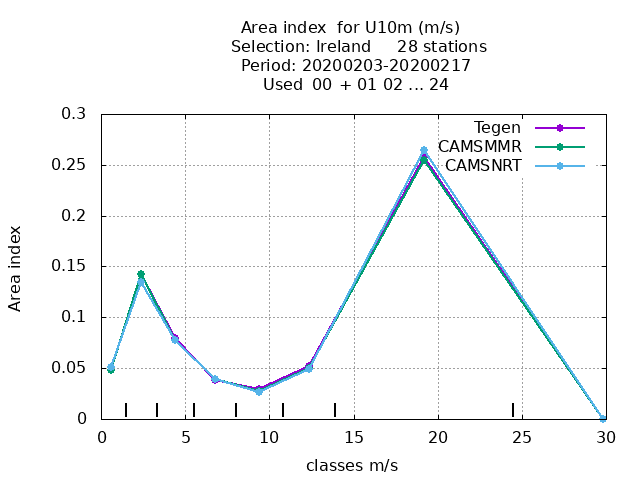 Area index  for U10m (m/s)
Selection: Ireland     28 stations
Period: 20200203-20200217
Used  00 + 01 02 ... 24
0.3
0.25
0.2
0.15
0.1
0.05
0
Area index
Tegen
CAMSMMR
CAMSNRT
0 5 10 15 20 25 30
classes m/s